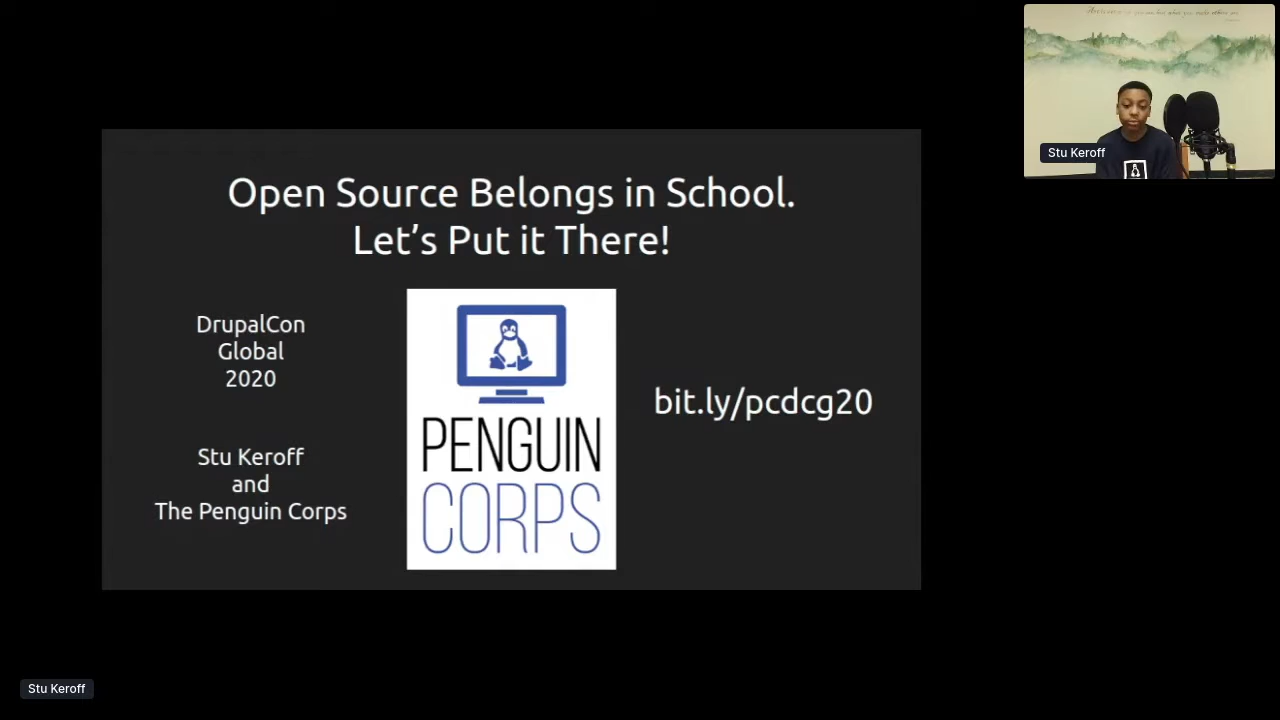 Open Source Belongs in School.
Let's Put it There!
DrupalCon
Global
2020
Stu Keroff
and
The Penguin Corps
PENGUIN
CORPS
bit.ly/pcdcg20
Stu Keroff
Stu Keroff